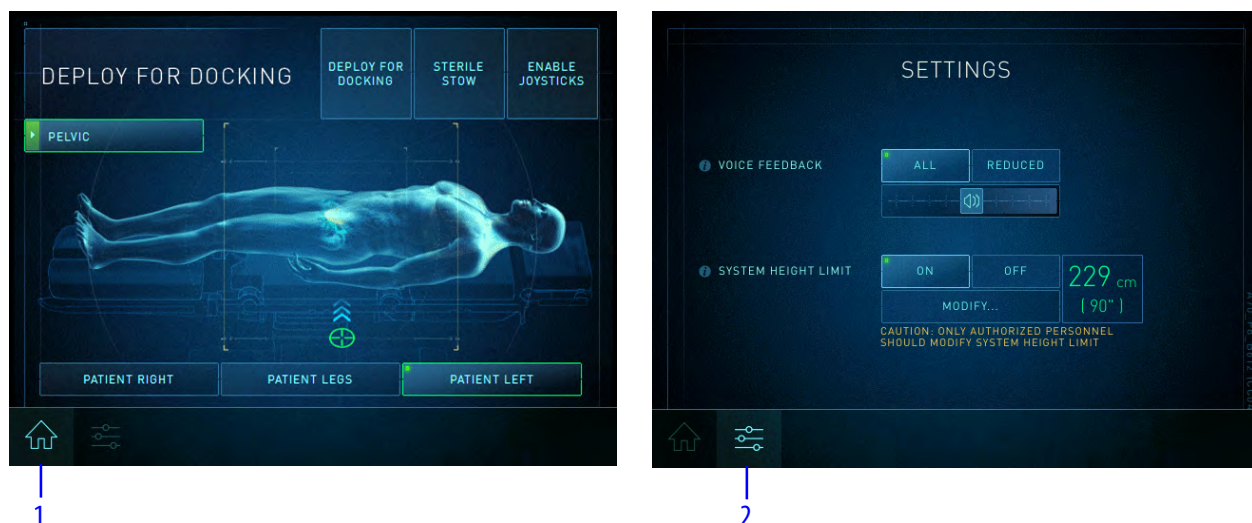 DEPLOY FOR DOCKING
DEPLOY FOR
DOCKING
STERILE
STOW
ENABLE
JOYSTICKS
PELVIC
PATIENT RIGHT
PATIENT LEGS
PATIENT LEFT
1
SETTINGS
VOICE FEEDBACK
ALL
REDUCED
SYSTEM HEIGHT LIMIT
ON
OFF
229 cm
(90")
MODIFY...
CAUTION: ONLY AUTHORIZED PERSONNEL
SHOULD MODIFY SYSTEM HEIGHT LIMIT
2